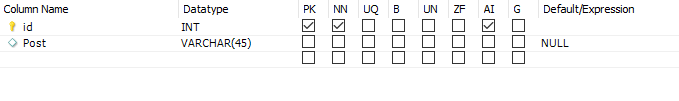 Column Name Datatype PK NN UQ B UN ZF AI G Default/Expression
id INT
Post VARCHAR(45) NULL